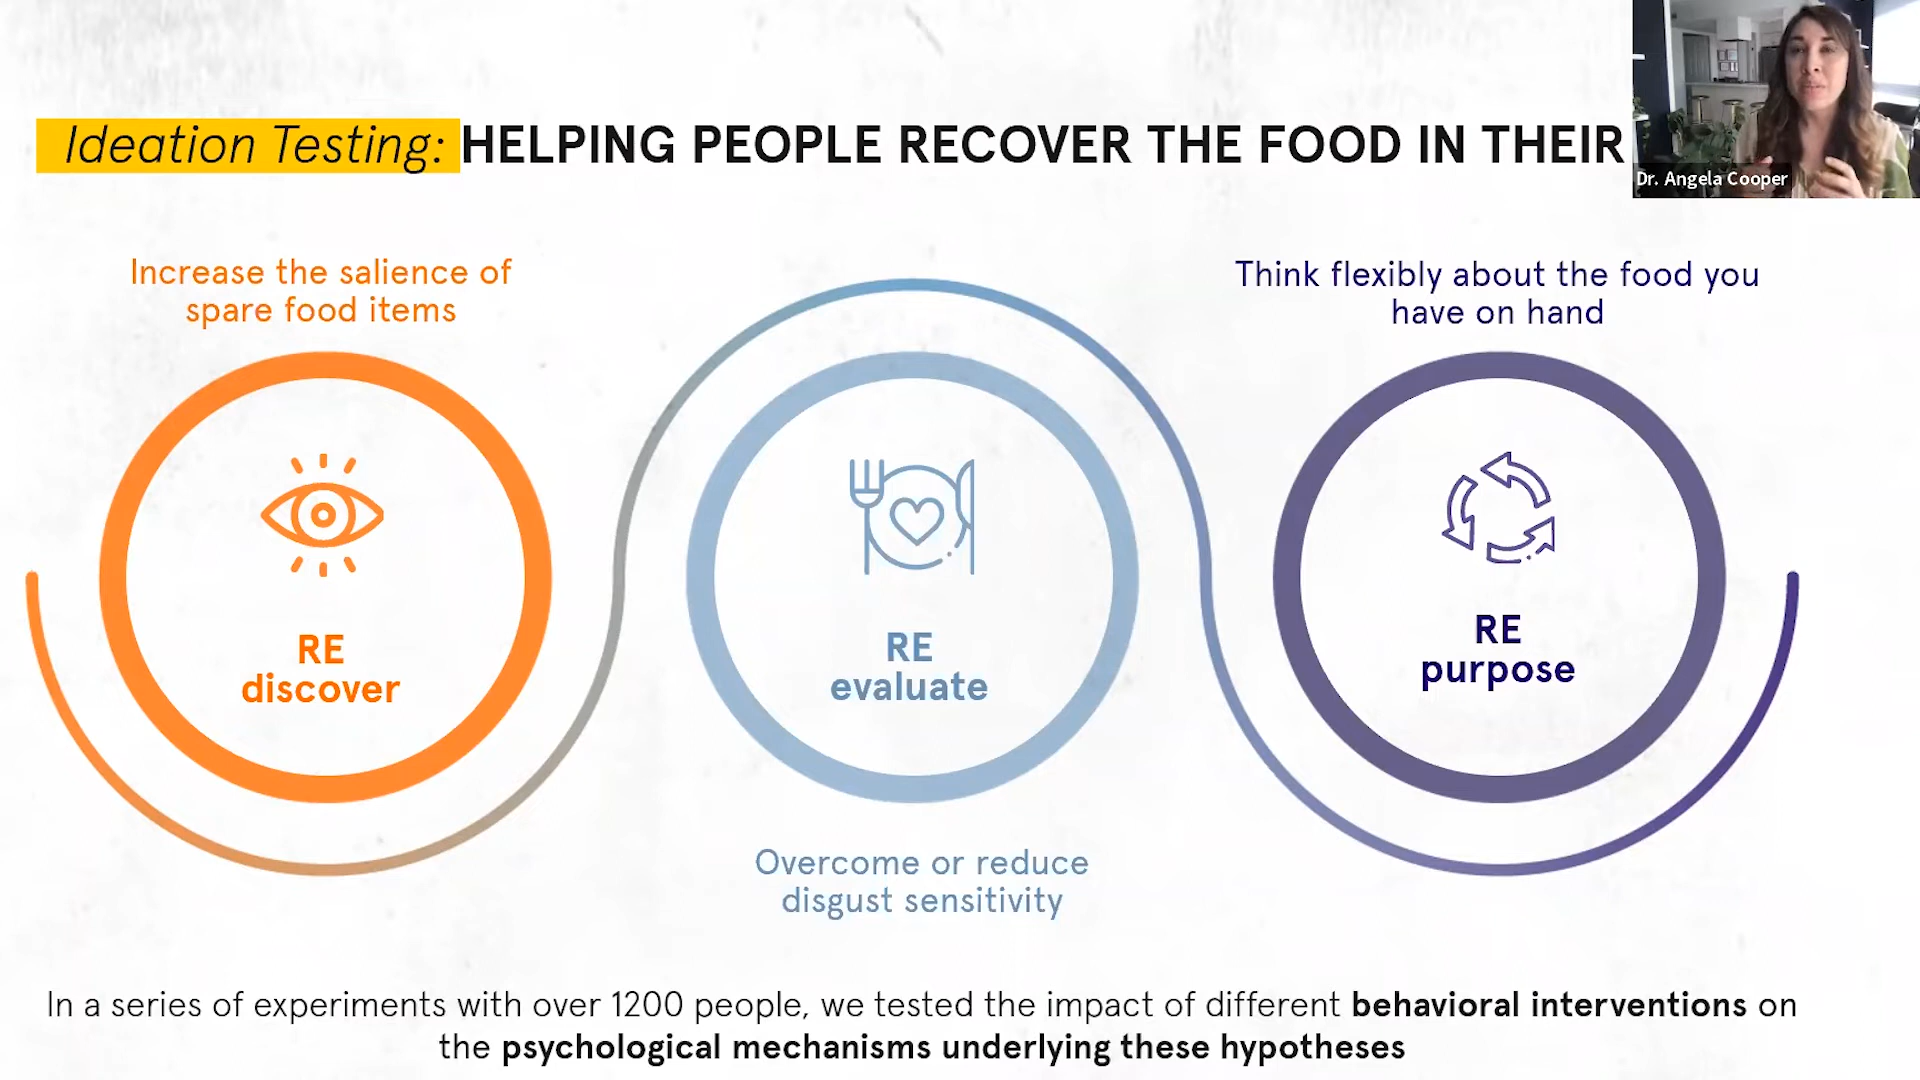 Ideation Testing: HELPING PEOPLE RECOVER THE FOOD IN THEIR
Dr. Angela Cooper
Increase the salience of
spare food items
Think flexibly about the food you
have on hand
RE
discover
RE
evaluate
RE
purpose
Overcome or reduce
disgust sensitivity
In a series of experiments with over 1200 people, we tested the impact of different behavioral interventions on
the psychological mechanisms underlying these hypotheses